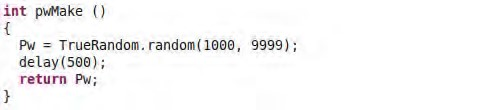 int pwMake ()
{
  Pw = TrueRandom.random(1000, 9999);
  delay(500);
  return Pw;
}